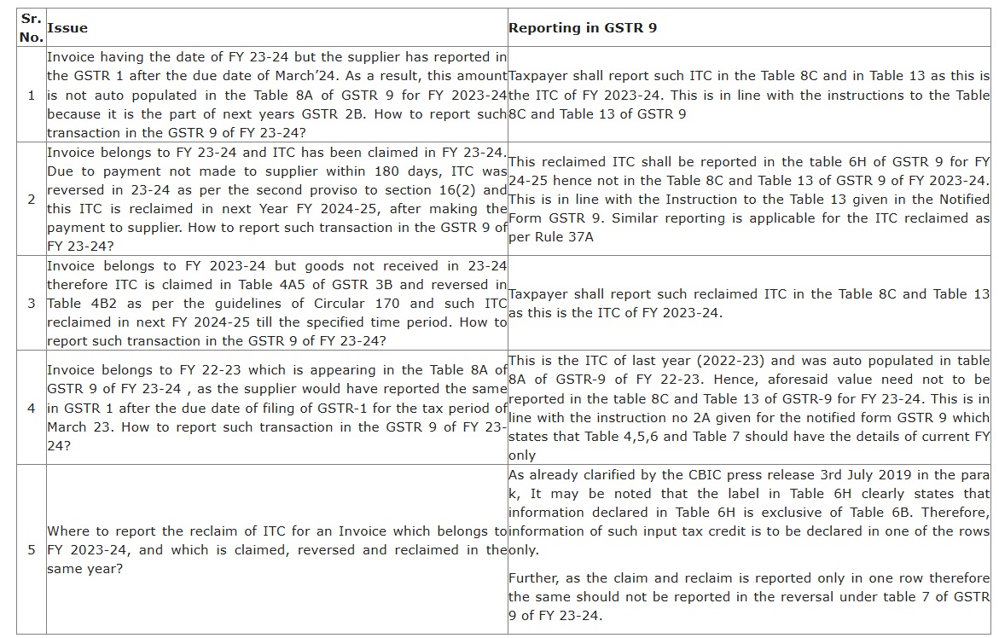 Sr. No.
Issue
Reporting in GSTR 9
1
Invoice having the date of FY 23-24 but the supplier has reported in
the GSTR 1 after the due date of March’24. As a result, this amount
is not auto populated in the Table 8A of GSTR 9 for FY 2023-24
because it is the part of next years GSTR 2B. How to report such
transaction in the GSTR 9 of FY 23-24?
Taxpayer shall report such ITC in the Table 8C and in Table 13 as this is
the ITC of FY 2023-24. This is in line with the instructions to the Table
8C and Table 13 of GSTR 9
2
Invoice belongs to FY 23-24 and ITC has been claimed in FY 23-24.
Due to payment not made to supplier within 180 days, ITC was
reversed in 23-24 as per the second proviso to section 16(2) and
this ITC is reclaimed in next Year FY 2024-25, after making the
payment to supplier. How to report such transaction in the GSTR 9 of
FY 23-24?
This reclaimed ITC shall be reported in the table 6H of GSTR 9 for FY
24-25 hence not in the Table 8C and Table 13 of GSTR 9 of FY 2023-24.
This is in line with the Instruction to the Table 13 given in the Notified
Form GSTR 9. Similar reporting is applicable for the ITC reclaimed as
per Rule 37A
3
Invoice belongs to FY 2023-24 but goods not received in 23-24
therefore ITC is claimed in Table 4A5 of GSTR 3B and reversed in
Table 4B2 as per the guidelines of Circular 170 and such ITC
reclaimed in next FY 2024-25 till the specified time period. How to
report such transaction in the GSTR 9 of FY 23-24?
Taxpayer shall report such reclaimed ITC in the Table 8C and Table 13
as this is the ITC of FY 2023-24.
4
Invoice belongs to FY 22-23 which is appearing in the Table 8A of
GSTR 9 of FY 23-24 , as the supplier would have reported the same
in GSTR 1 after the due date of filing of GSTR-1 for the tax period of
March 23. How to report such transaction in the GSTR 9 of FY 23-
24?
This is the ITC of last year (2022-23) and was auto populated in table
8A of GSTR-9 of FY 22-23. Hence, aforesaid value need not to be
reported in the table 8C and Table 13 of GSTR-9 for FY 23-24. This is in
line with the instruction no 2A given for the notified form GSTR 9 which
states that Table 4,5,6 and Table 7 should have the details of current FY
only
5
Where to report the reclaim of ITC for an Invoice which belongs to
FY 2023-24, and which is claimed, reversed and reclaimed in the
same year?
As already clarified by the CBIC press release 3rd July 2019 in the para
k, It may be noted that the label in Table 6H clearly states that
information declared in Table 6H is exclusive of Table 6B. Therefore,
information of such input tax credit is to be declared in one of the rows
only.
Further, as the claim and reclaim is reported only in one row therefore
the same should not be reported in the reversal under table 7 of GSTR
9 of FY 23-24.